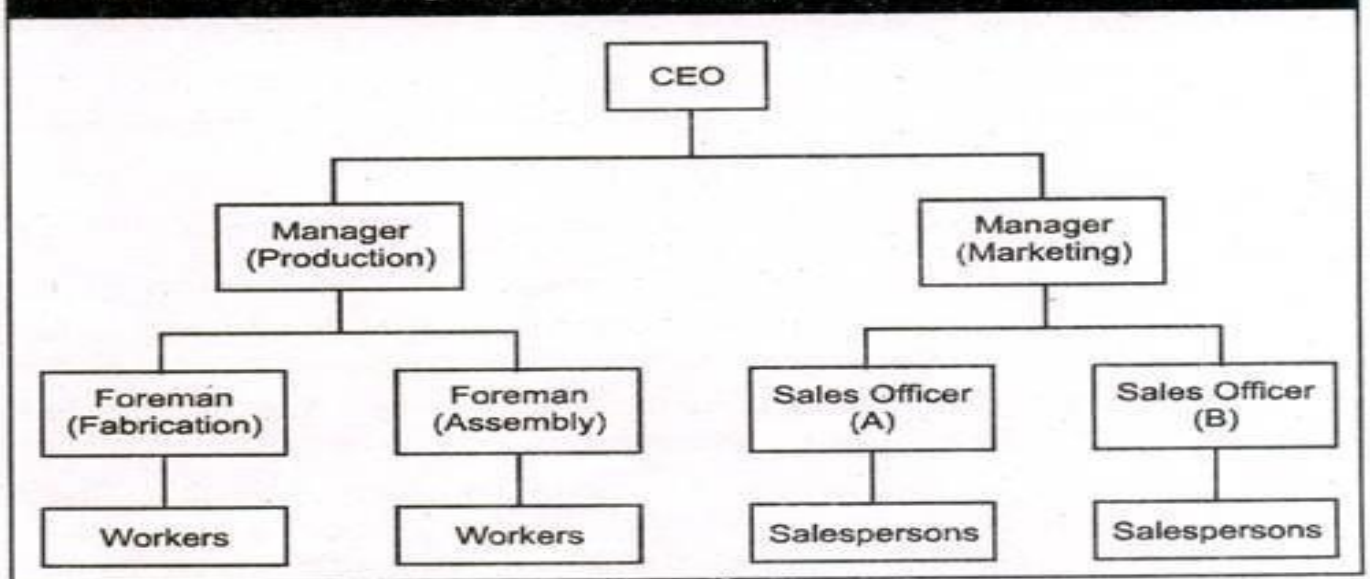 CEO
Manager
(Production)
Manager
(Marketing)
Foreman
(Fabrication)
Foreman
(Assembly)
Sales Officer
(A)
Sales Officer
(B)
Workers
Workers
Salespersons
Salespersons